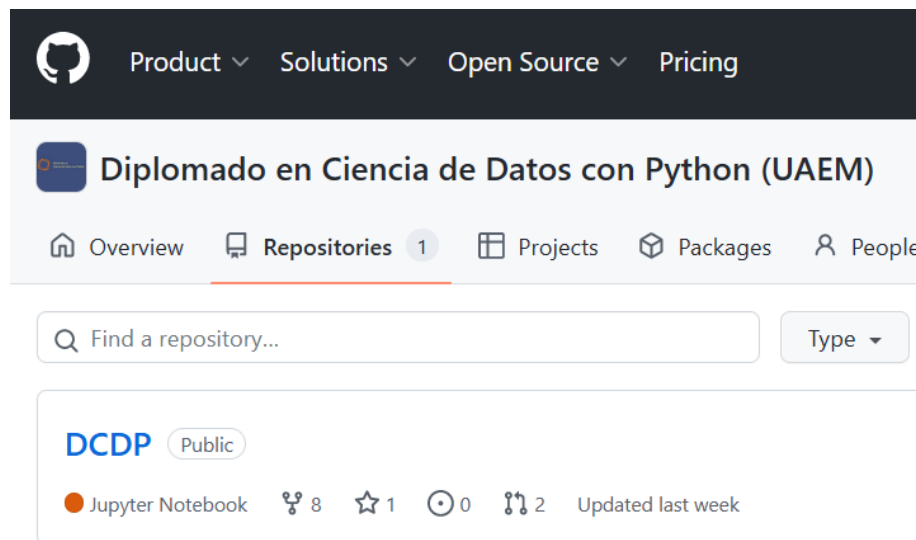 Product Solutions Open Source Pricing
Diplomado en Ciencia de Datos con Python (UAEM)
Overview Repositories 1 Projects Packages People
Find a repository...
Type
DCDP Public
Jupyter Notebook 8 1 0 2 Updated last week